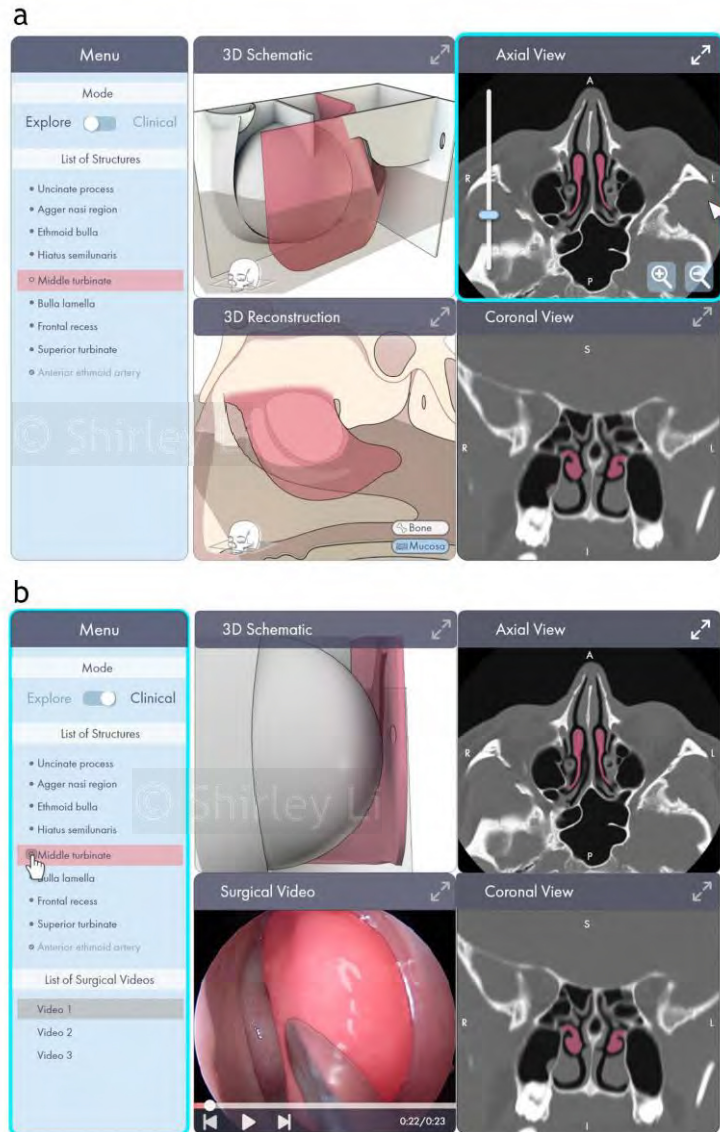 a
Menu
Mode
Explore Clinical
List of Structures
Uncinate process
Agger nasi region
Ethmoid bulla
Hiatus semilunaris
Middle turbinate
Bulla lamella
Frontal recess
Superior turbinate
Anterior ethmoid artery
3D Schematic
Axial View
A
R
L
P
3D Reconstruction
Bone
Mucosa
Coronal View
S
R
L
I
© Shirley Li
b
Menu
Mode
Explore Clinical
List of Structures
Uncinate process
Agger nasi region
Ethmoid bulla
Hiatus semilunaris
Middle turbinate
Bulla lamella
Frontal recess
Superior turbinate
Anterior ethmoid artery
List of Surgical Videos
Video 1
Video 2
Video 3
3D Schematic
Axial View
A
R
L
P
© Shirley Li
Surgical Video
0:22/0:23
Coronal View
S
R
L
I